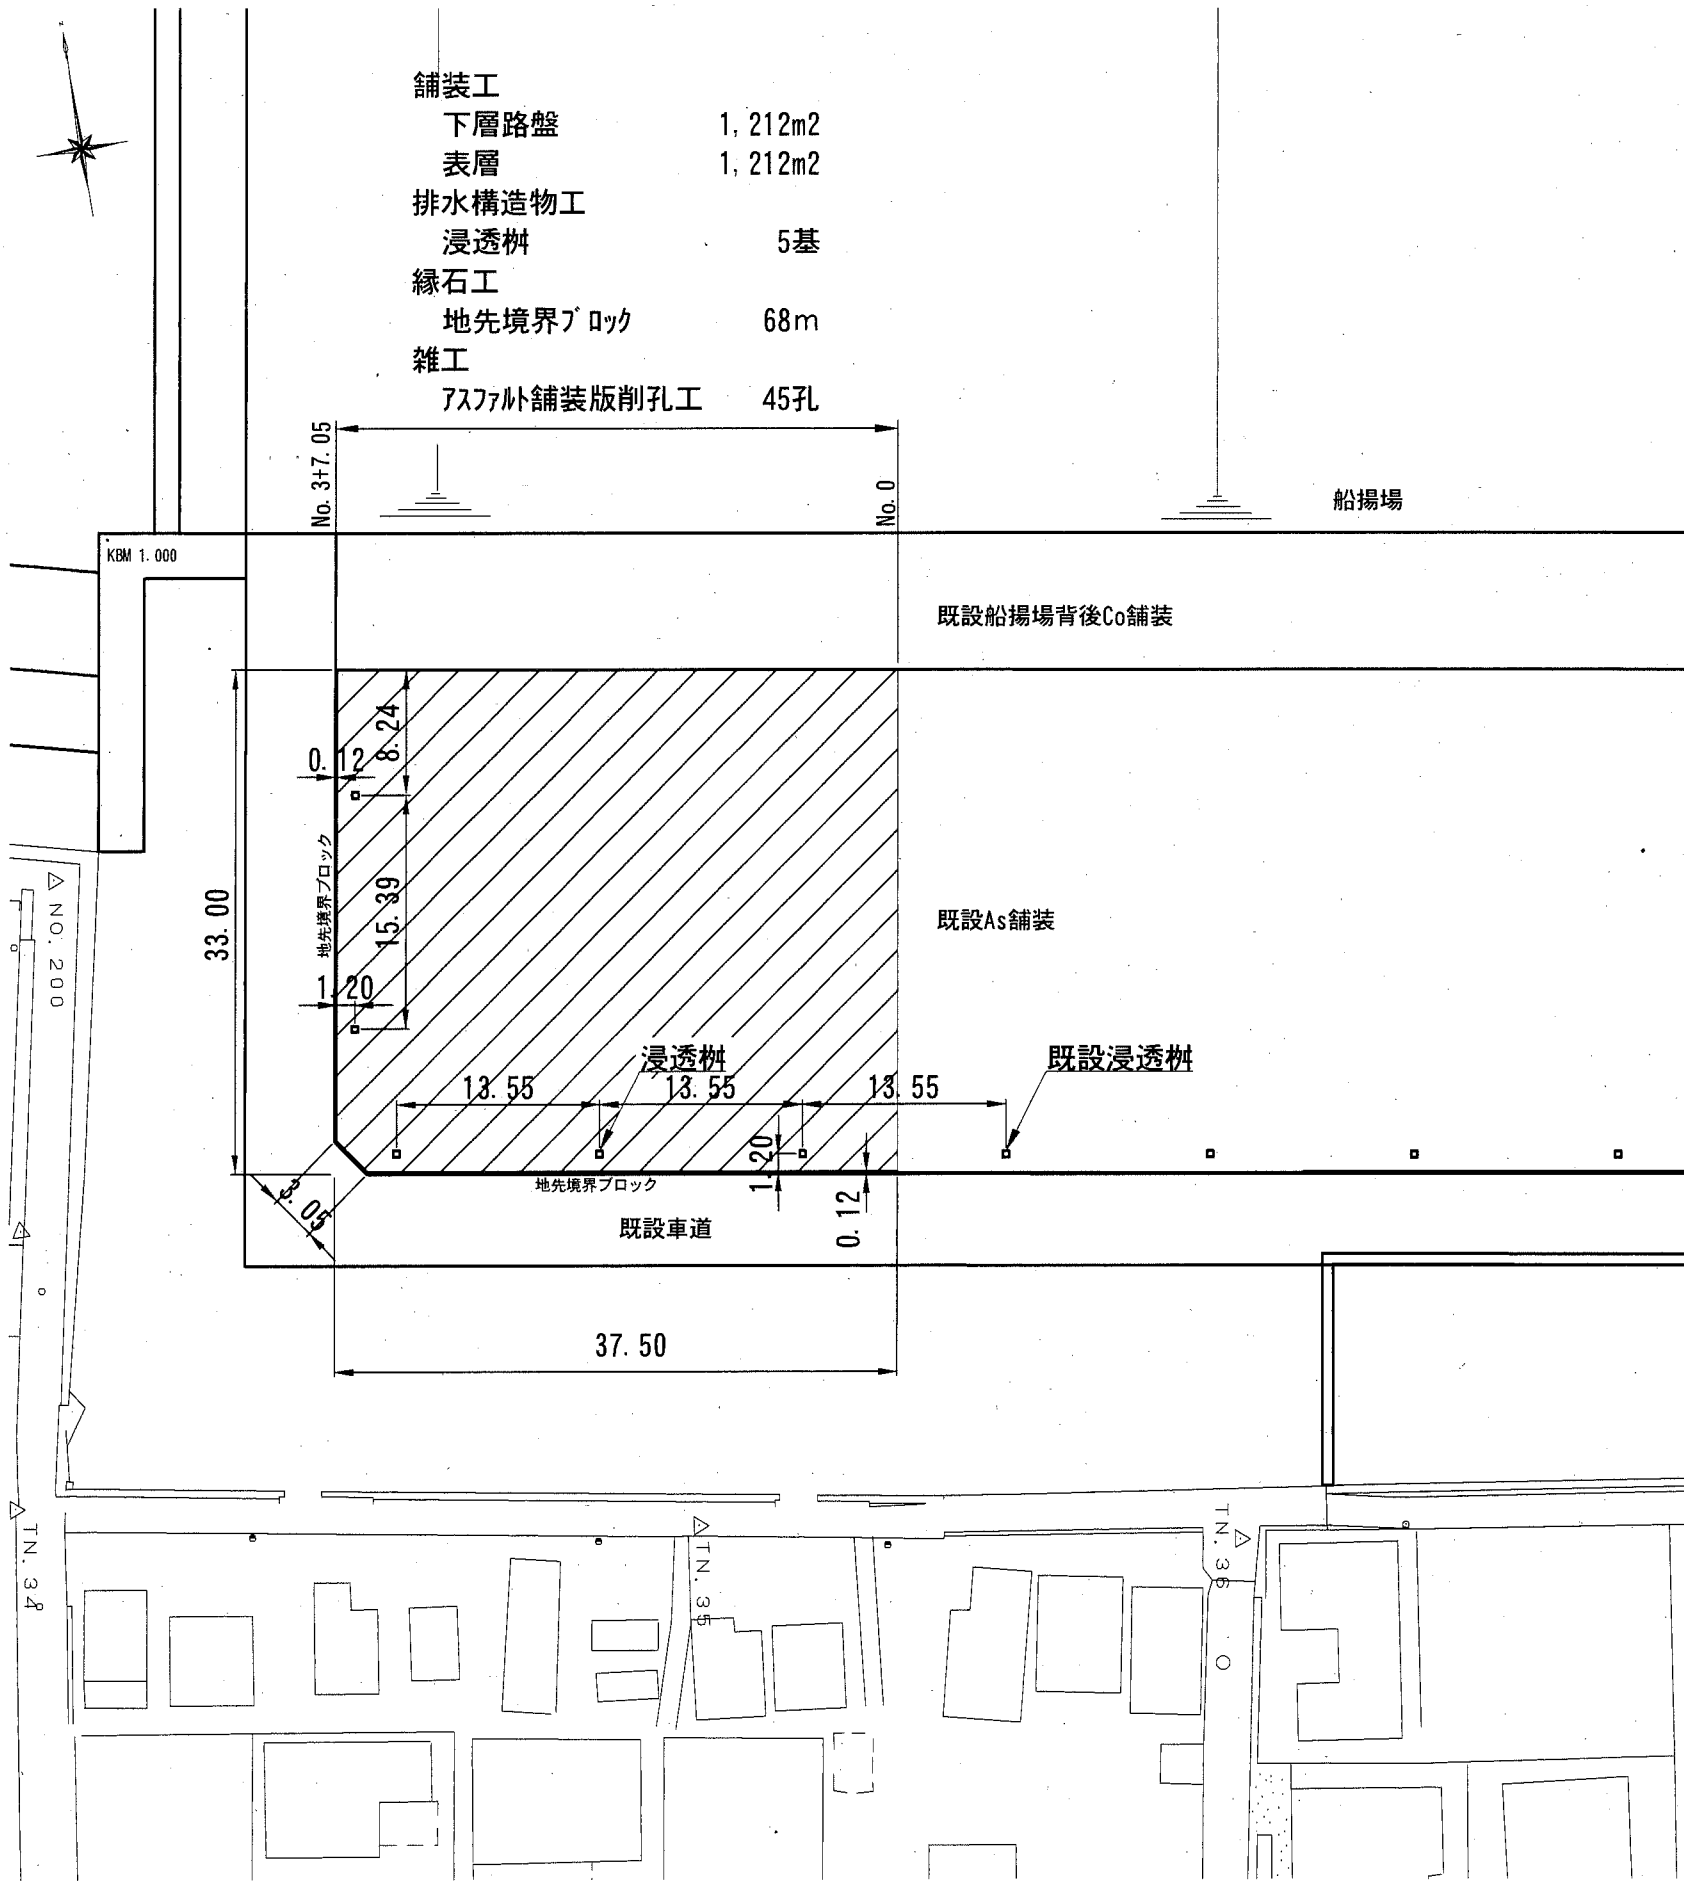 舗装工
下層路盤 1,212m2
表層 1,212m2
排水構造物工
浸透桝 5基
縁石工
地先境界ブロック 68m
雑工
アスファルト舗装版削孔工 45孔
No. 3+7.05
No. 0
船揚場
KBM 1.000
既設船揚場背後Co舗装
8.24
0.12
地先境界ブロック
15.39
33.00
既設As舗装
NO. 200
1.20
浸透桝
既設浸透桝
13.55 13.55 13.55
1.20
地先境界ブロック
3.05
0.12
既設車道
37.50
TN. 34
TN. 35
TN. 36